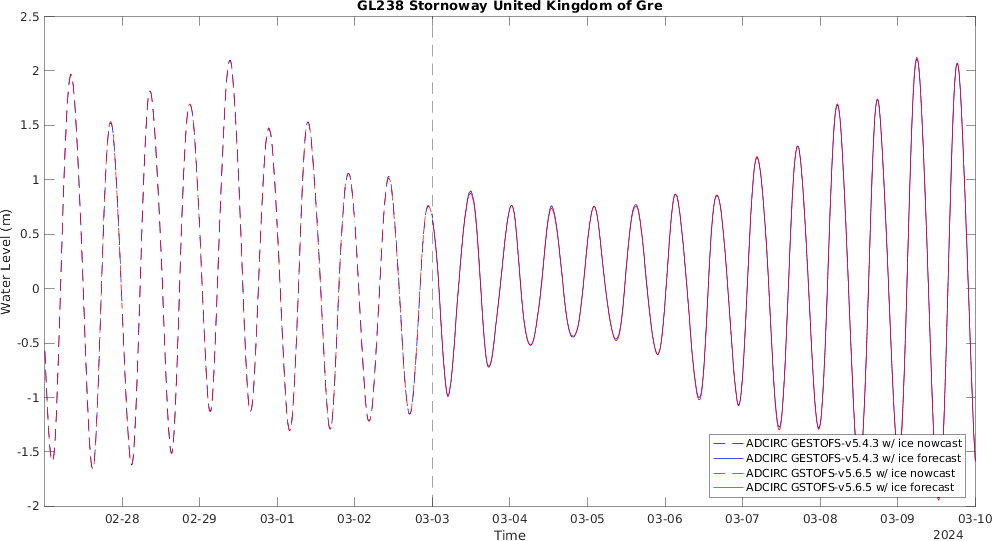 GL238 Stornoway United Kingdom of Gre
2.5
2
1.5
1
0.5
0
-0.5
-1
-1.5
-2
Water Level (m)
ADCIRC GESTOFS-v5.4.3 w/ ice nowcast
ADCIRC GESTOFS-v5.4.3 w/ ice forecast
ADCIRC GSTOFS-v5.6.5 w/ ice nowcast
ADCIRC GSTOFS-v5.6.5 w/ ice forecast
02-28 02-29 03-01 03-02 03-03 03-04 03-05 03-06 03-07 03-08 03-09 03-10
Time
2024